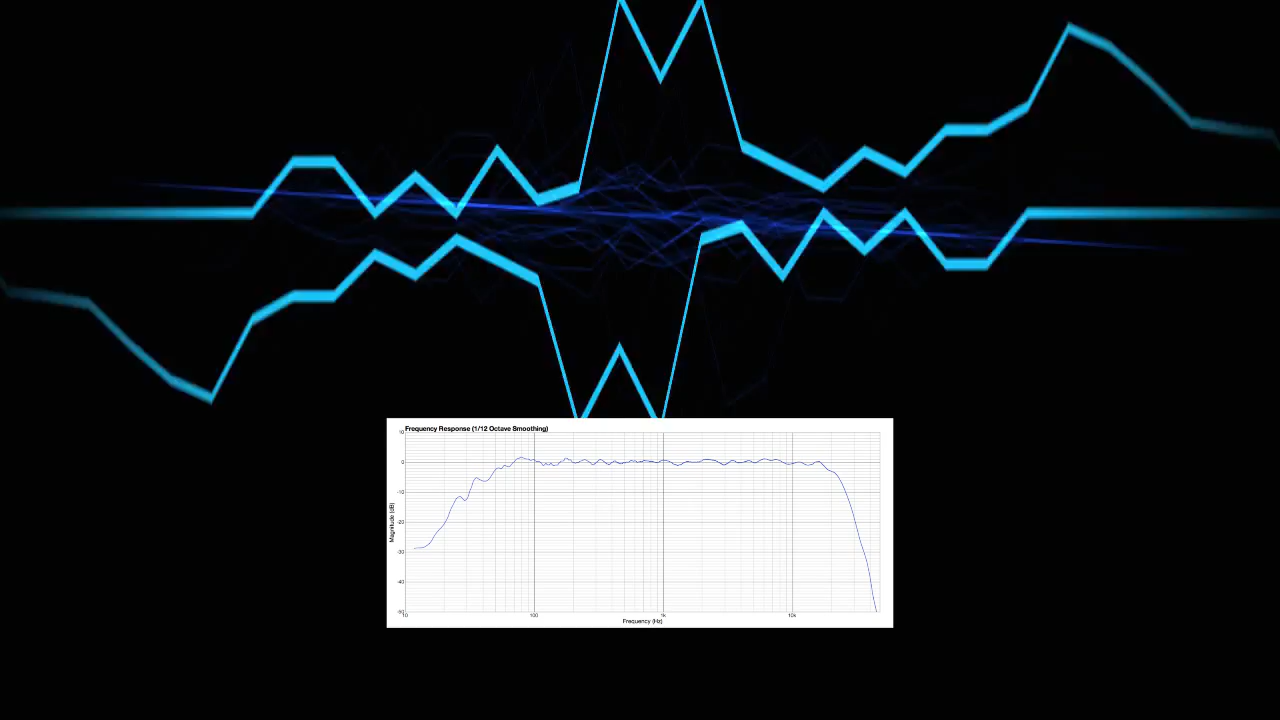 Frequency Response (1/12 Octave Smoothing)
10
0
-10
-20
-30
-40
-50
Magnitude (dB)
10
100
1k
10k
Frequency (Hz)